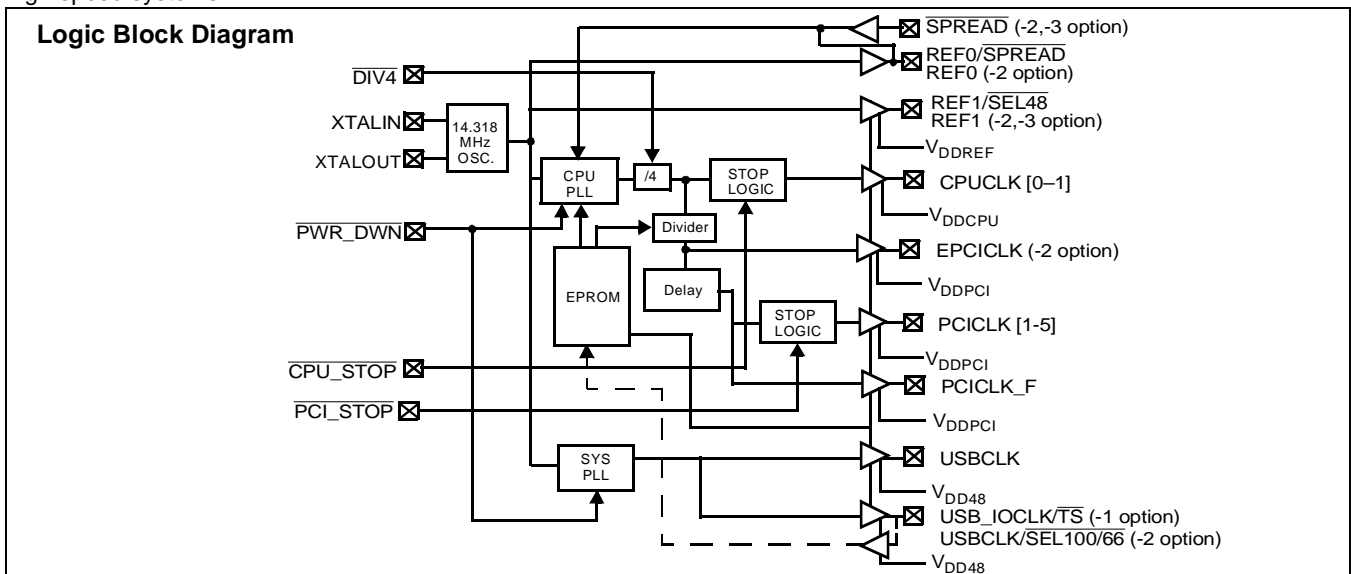 Logic Block Diagram
SPREAD (-2,-3 option)
REF0/SPREAD
REF0 (-2 option)
DIV4
REF1/SEL48
REF1 (-2,-3 option)
XTALIN
14.318
MHz
OSC.
XTALOUT
VDDREF
CPU
PLL
/4
STOP
LOGIC
CPUCLK [0–1]
VDDCPU
PWR_DWN
Divider
EPCICLK (-2 option)
EPROM
Delay
VDDPCI
STOP
LOGIC
PCICLK [1-5]
VDDPCI
CPU_STOP
PCICLK_F
PCI_STOP
VDDPCI
SYS
PLL
USBCLK
VDD48
USB_IOCLK/TS (-1 option)
USBCLK/SEL100/66 (-2 option)
VDD48